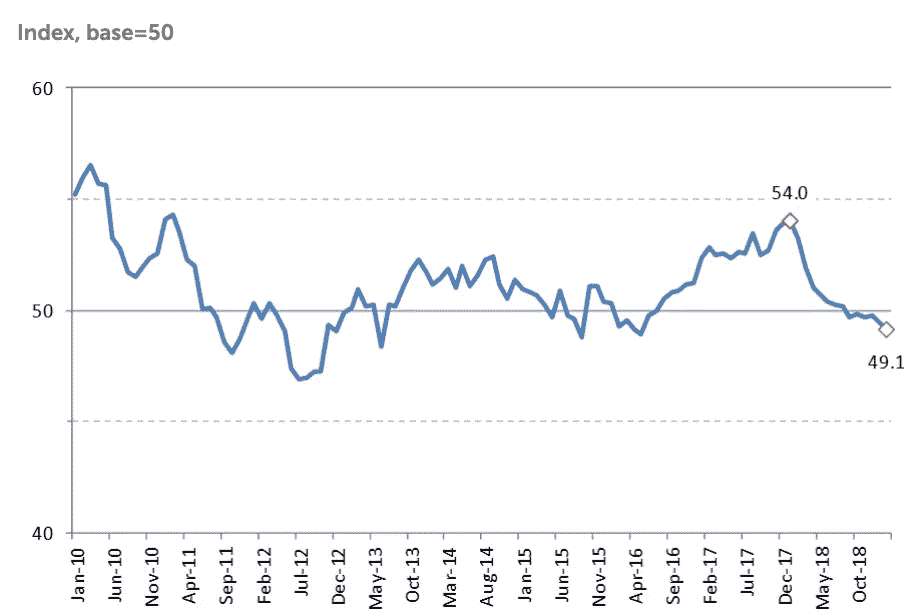 Index, base=50
60
54.0
50
49.1
40
Jan-10
Jun-10
Nov-10
Apr-11
Sep-11
Feb-12
Jul-12
Dec-12
May-13
Oct-13
Mar-14
Aug-14
Jan-15
Jun-15
Nov-15
Apr-16
Sep-16
Feb-17
Jul-17
Dec-17
May-18
Oct-18